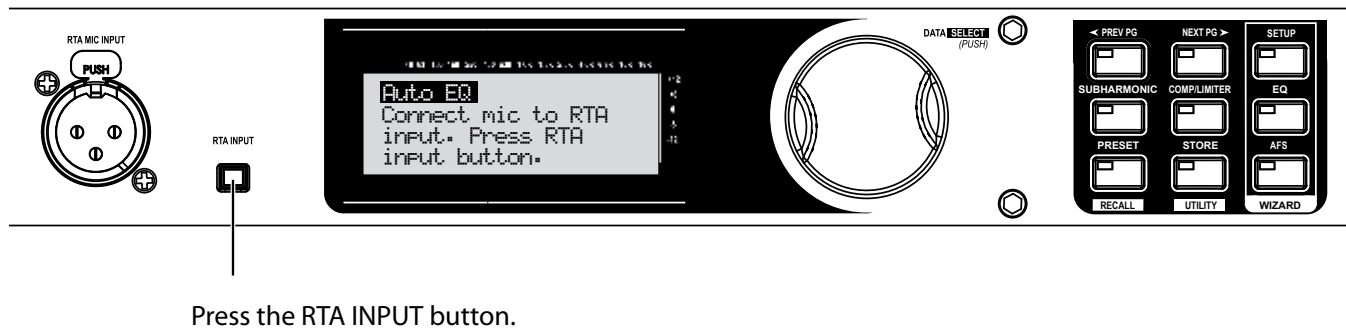 RTA MIC INPUT
PUSH
RTA INPUT
Auto EQ
Connect mic to RTA
input. Press RTA
input button.
DATA SELECT
(PUSH)
PREV PG
NEXT PG
SETUP
SUBHARMONIC
COMP/LIMITER
EQ
PRESET
STORE
AFS
RECALL
UTILITY
WIZARD
Press the RTA INPUT button.